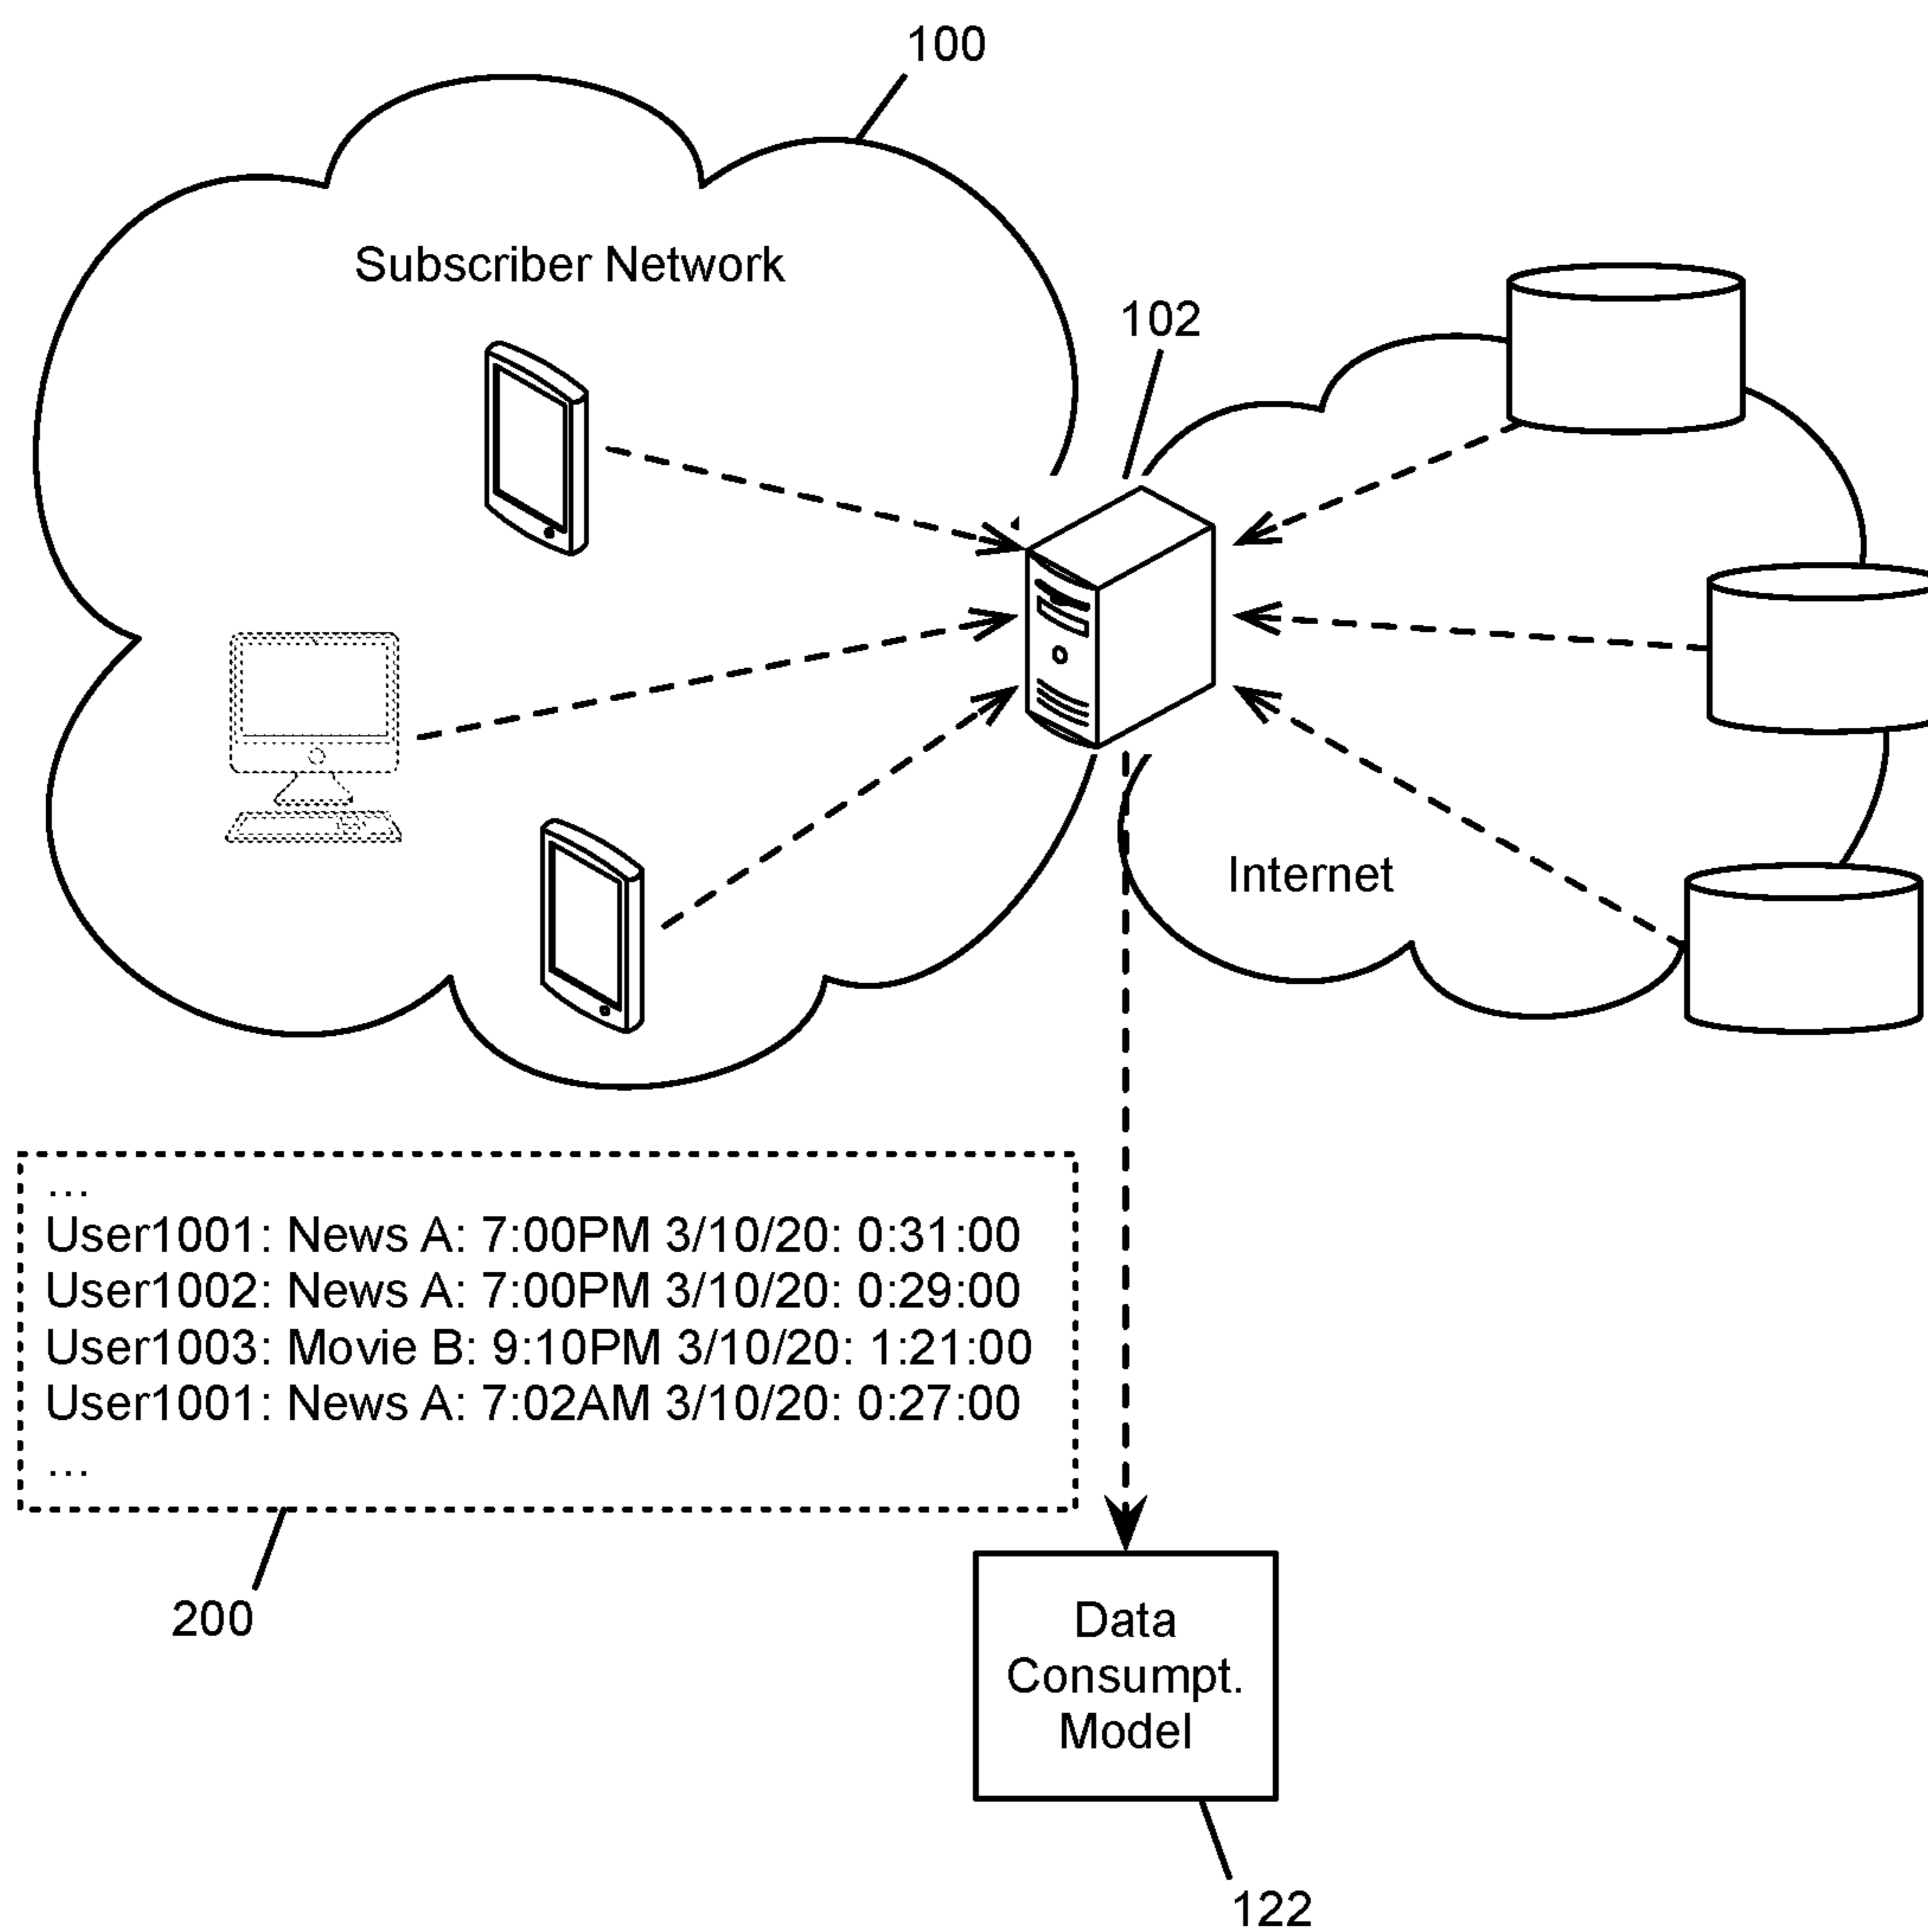 100
Subscriber Network
102
Internet
...
User1001: News A: 7:00PM 3/10/20: 0:31:00
User1002: News A: 7:00PM 3/10/20: 0:29:00
User1003: Movie B: 9:10PM 3/10/20: 1:21:00
User1001: News A: 7:02AM 3/10/20: 0:27:00
...
200
Data
Consumpt.
Model
122